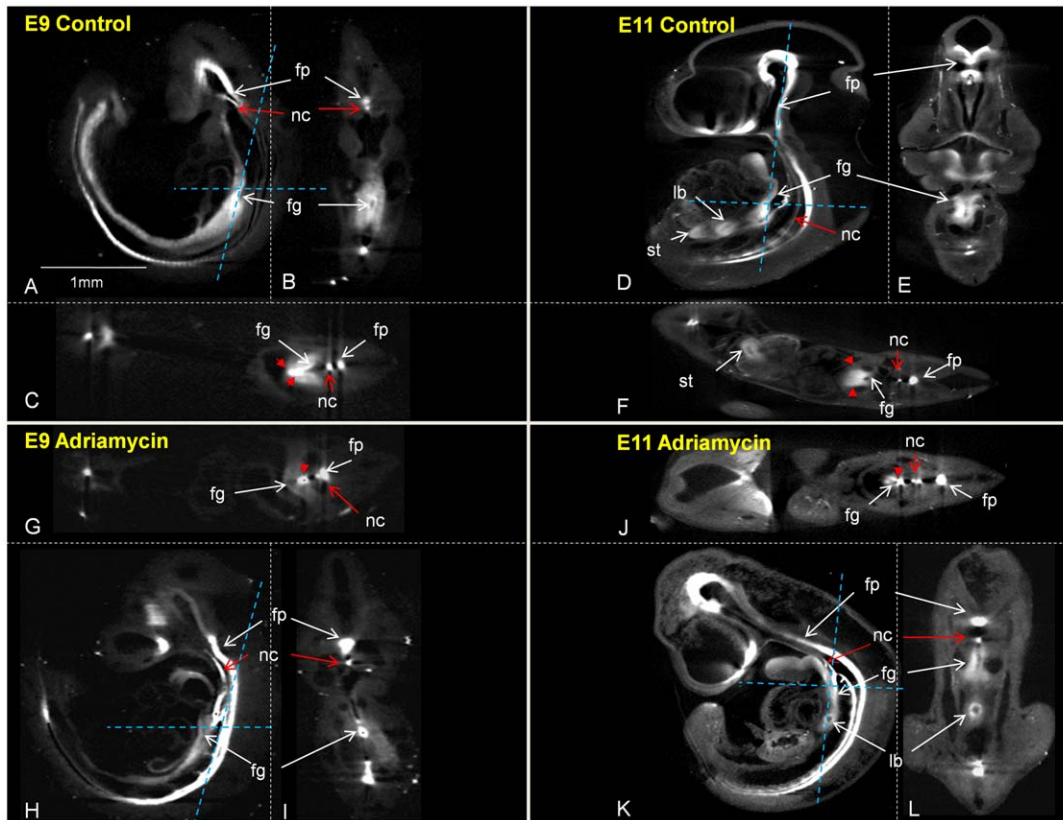 E9 Control
E11 Control
fp
nc
fg
A
1mm
B
fp
fg
lb
nc
st
D
E
fg
fp
nc
C
nc
fp
st
fg
F
E9 Adriamycin
fp
fg
nc
G
E11 Adriamycin
nc
fg
fp
J
fp
nc
fg
H
I
fp
nc
fg
lb
K
L